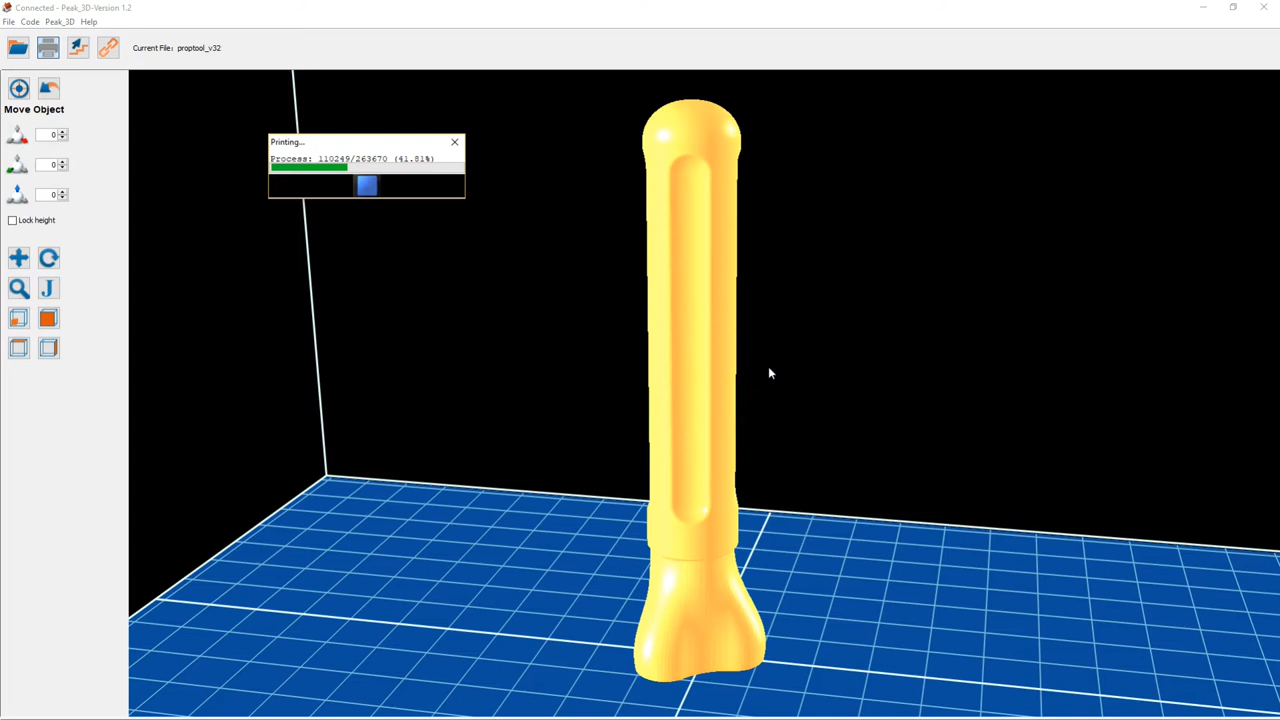 Connected - Peak_3D-Version 1.2
File Code Peak_3D Help
Current File: proptool_v32
Move Object
0
0
0
Lock height
J
Printing...
Process: 110249/263670 (41.81%)